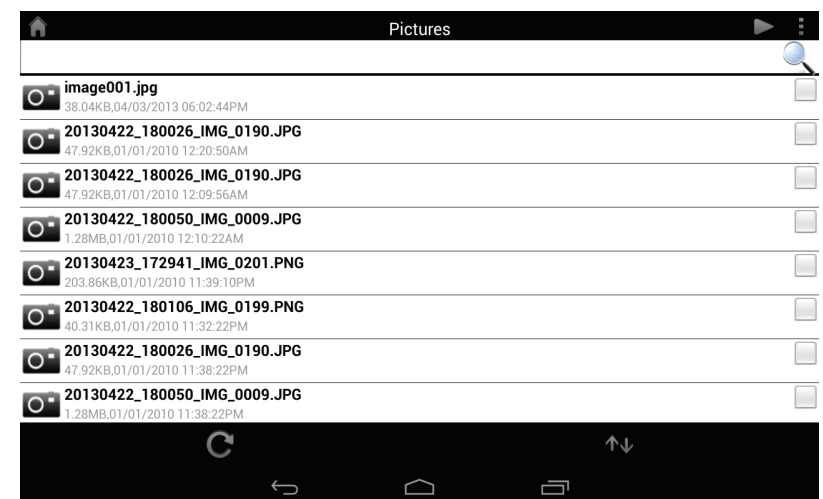 Pictures
image001.jpg
38.04KB,04/03/2013 06:02:44PM
20130422_180026_IMG_0190.JPG
47.92KB,01/01/2010 12:20:50AM
20130422_180026_IMG_0190.JPG
47.92KB,01/01/2010 12:09:56AM
20130422_180050_IMG_0009.JPG
1.28MB,01/01/2010 12:10:22AM
20130423_172941_IMG_0201.PNG
203.86KB,01/01/2010 11:39:10PM
20130422_180106_IMG_0199.PNG
40.31KB,01/01/2010 11:32:22PM
20130422_180026_IMG_0190.JPG
47.92KB,01/01/2010 11:38:22PM
20130422_180050_IMG_0009.JPG
1.28MB,01/01/2010 11:38:22PM